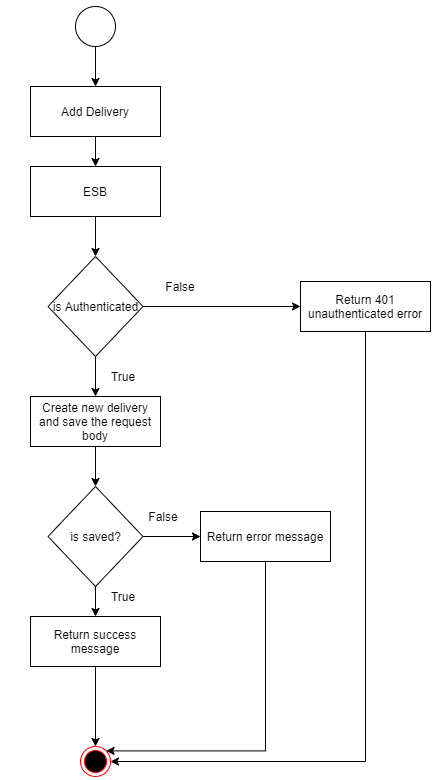 Add Delivery
ESB
is Authenticated
False
Return 401
unauthenticated error
True
Create new delivery
and save the request
body
is saved?
False
Return error message
True
Return success
message